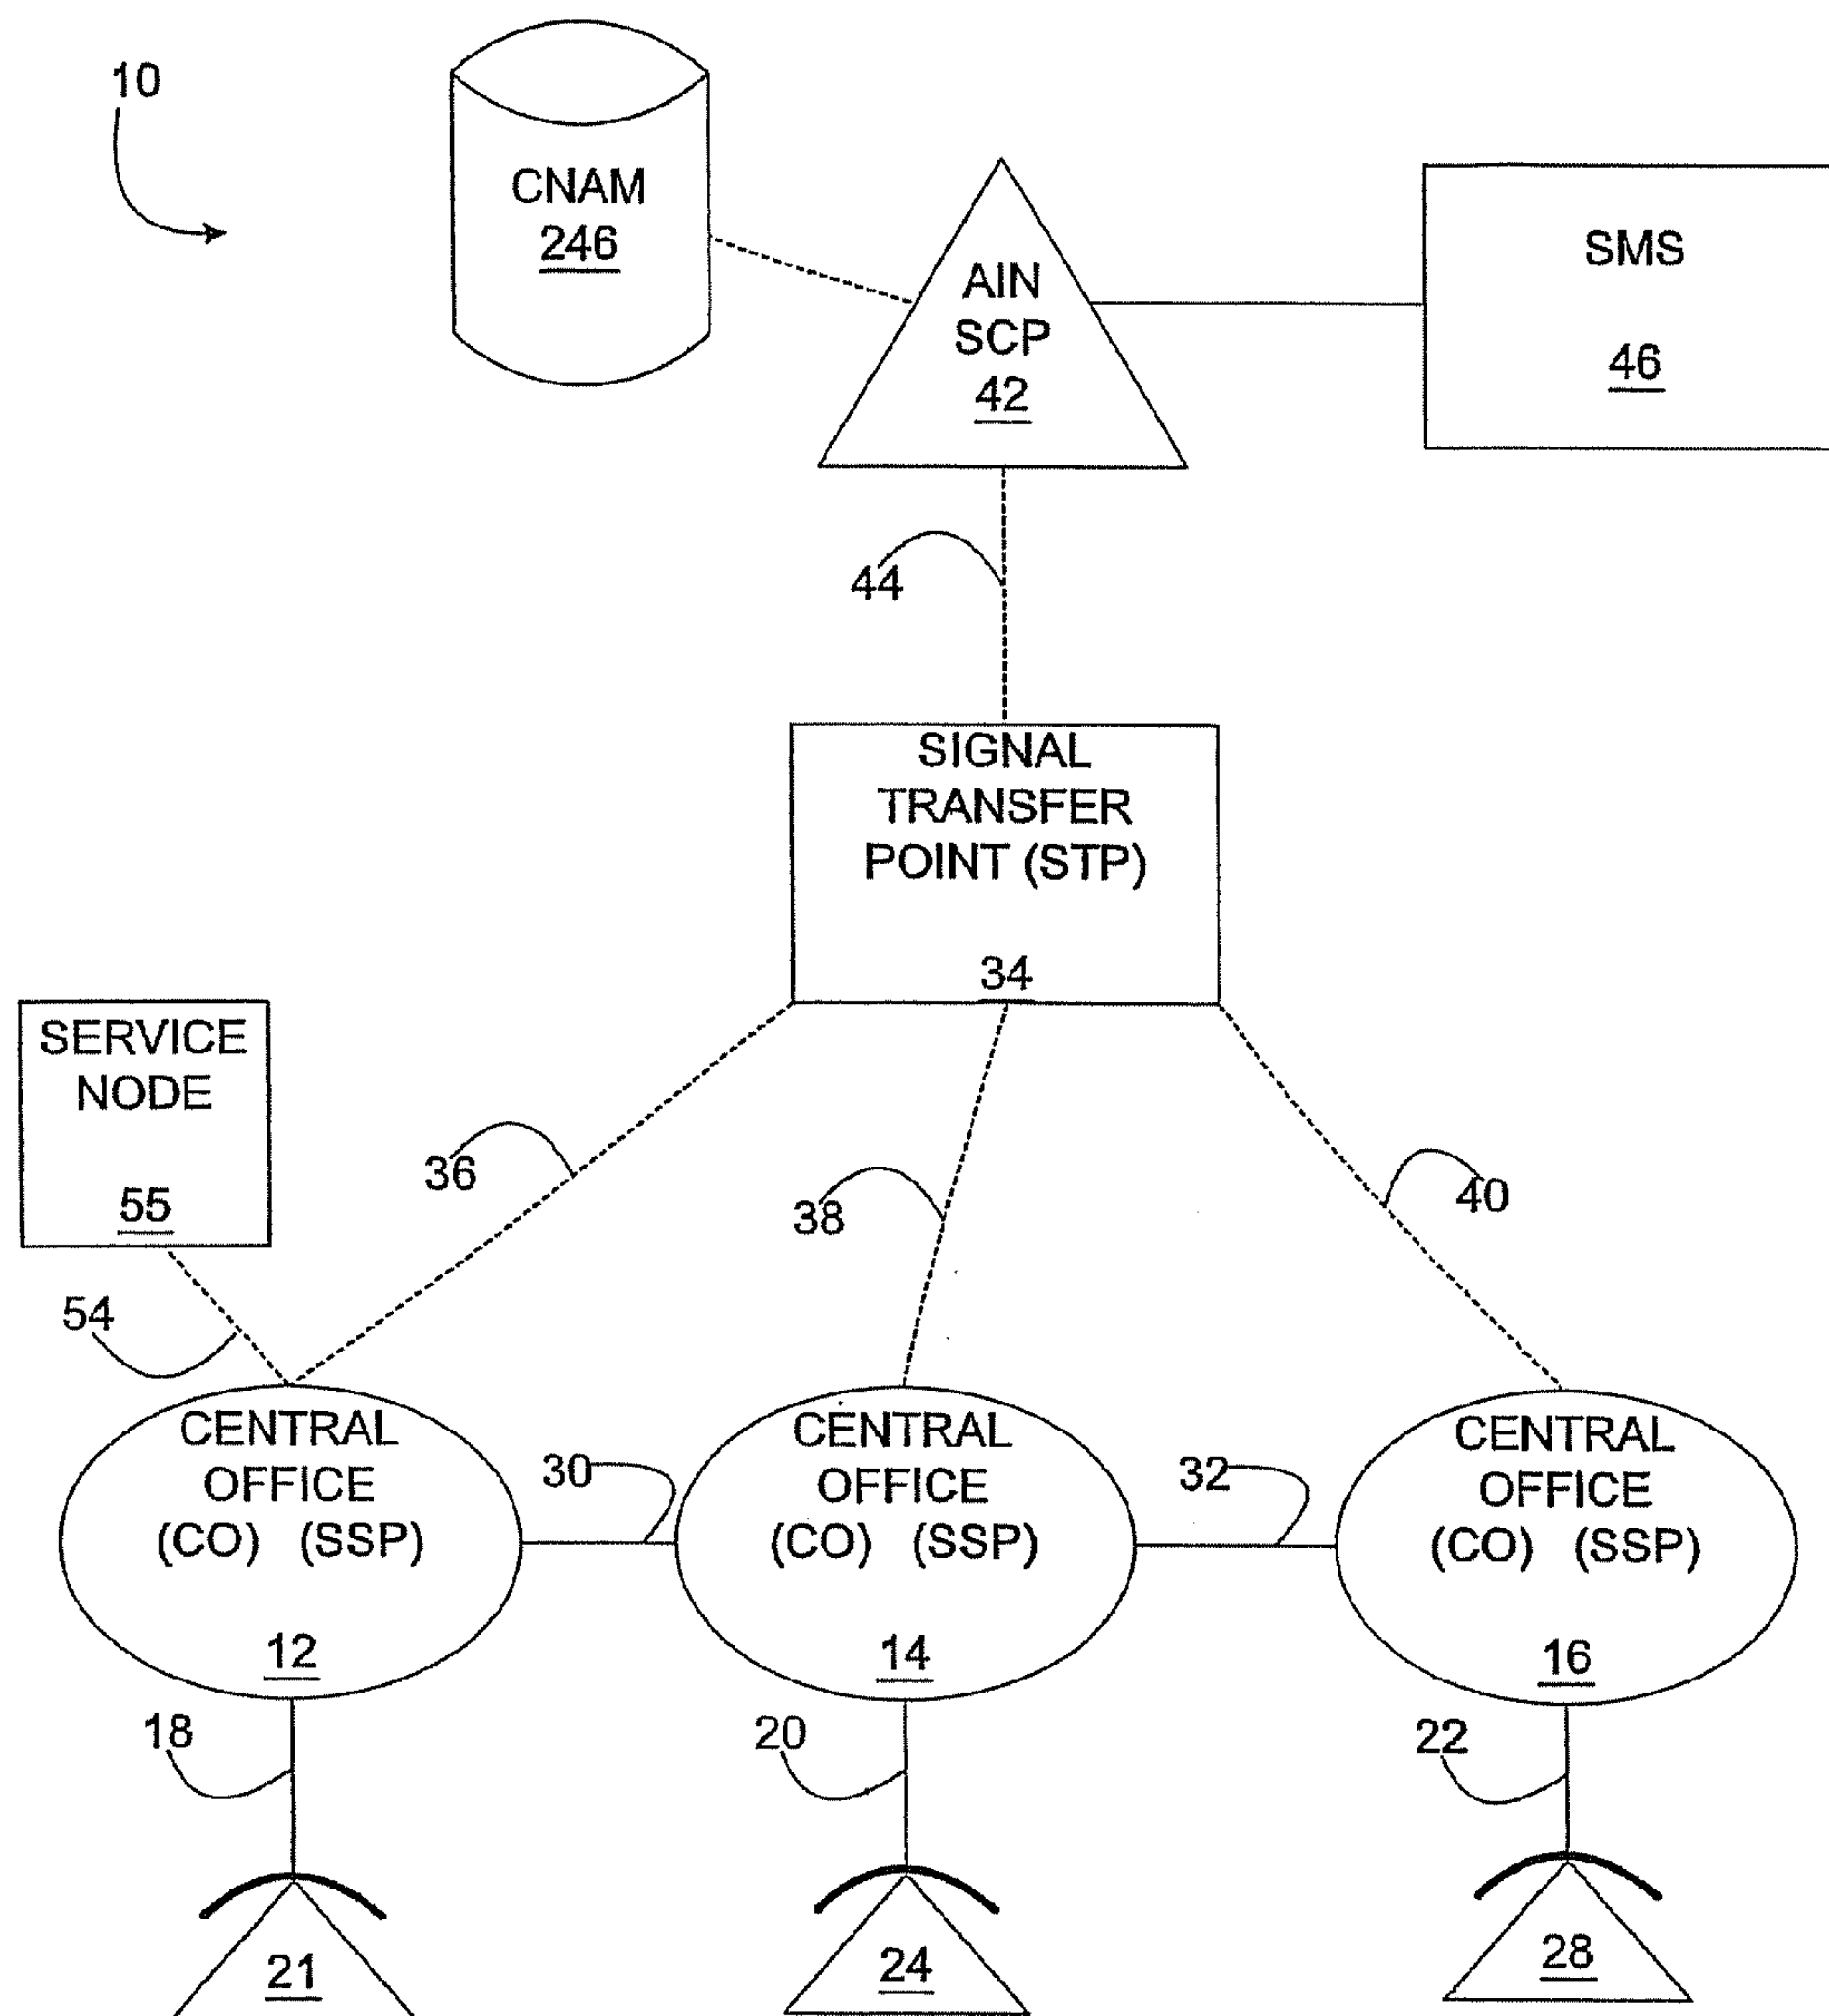 10
CNAM
246
AIN
SCP
42
SMS
46
44
SIGNAL
TRANSFER
POINT (STP)
34
SERVICE
NODE
55
36
38
40
54
CENTRAL
OFFICE
(CO) (SSP)
12
30
CENTRAL
OFFICE
(CO) (SSP)
14
32
CENTRAL
OFFICE
(CO) (SSP)
16
18
20
22
21
24
28